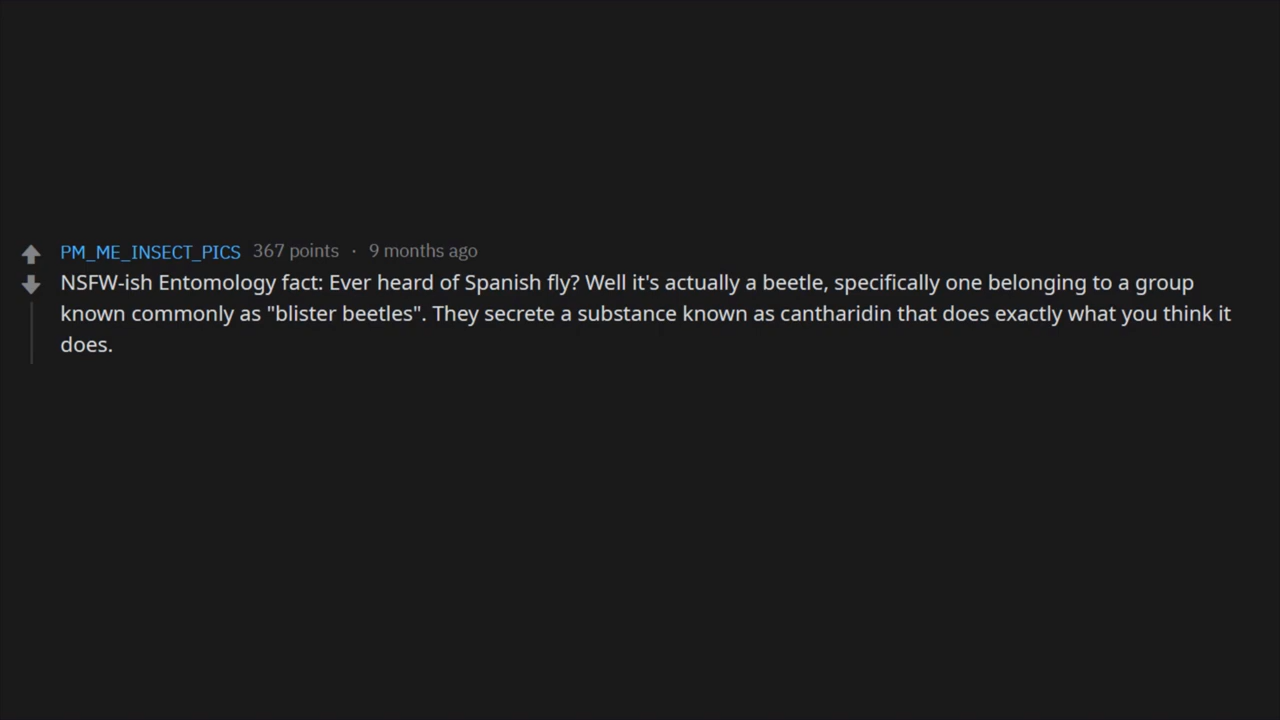 PM_ME_INSECT_PICS 367 points · 9 months ago
NSFW-ish Entomology fact: Ever heard of Spanish fly? Well it's actually a beetle, specifically one belonging to a group
known commonly as "blister beetles". They secrete a substance known as cantharidin that does exactly what you think it
does.